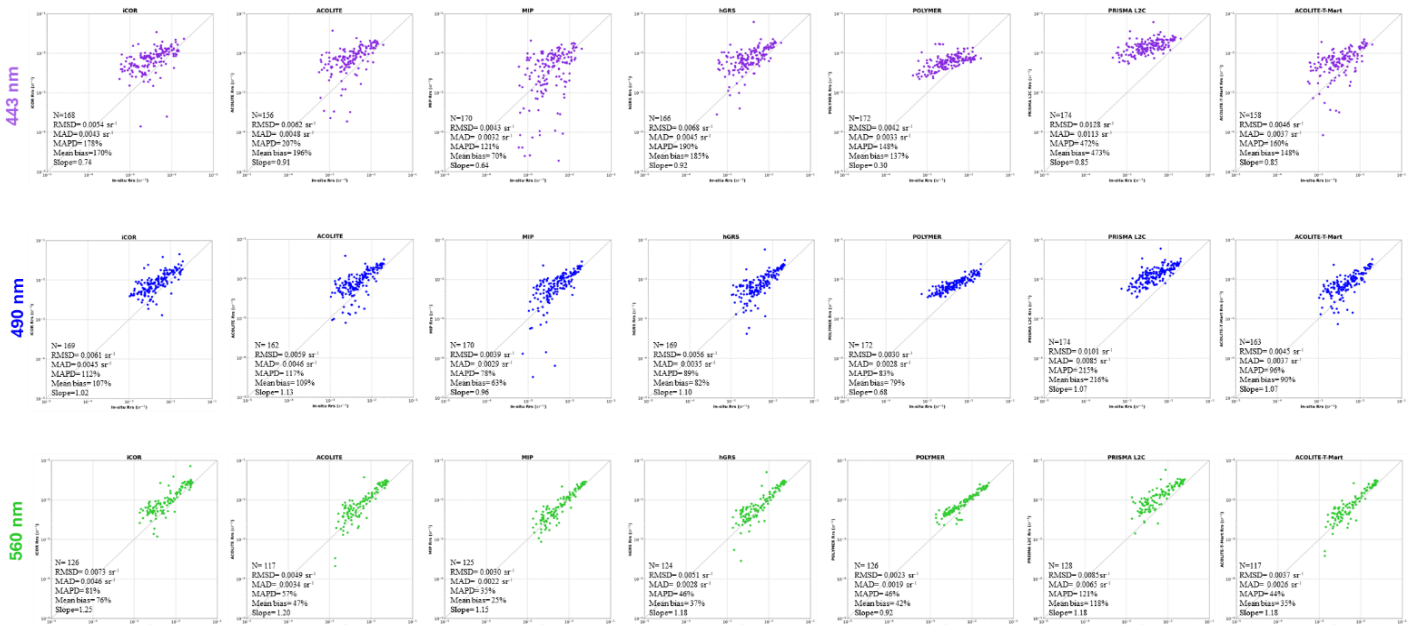 iCOR
ACOLITE
MIP
hGRS
POLYMER
PRISMA L2C
ACOLITE-T-Mart
443 nm
N=168
RMSD= 0.0054 sr⁻¹
MAD= 0.0043 sr⁻¹
MAPD= 178%
Mean bias=170%
Slope= 0.74
N=156
RMSD= 0.0062 sr⁻¹
MAD= 0.0048 sr⁻¹
MAPD= 207%
Mean bias= 196%
Slope= 0.91
N=170
RMSD= 0.0043 sr⁻¹
MAD= 0.0032 sr⁻¹
MAPD= 121%
Mean bias= 70%
Slope= 0.64
N=166
RMSD= 0.0068 sr⁻¹
MAD= 0.0045 sr⁻¹
MAPD= 190%
Mean bias= 185%
Slope= 0.92
N=172
RMSD= 0.0042 sr⁻¹
MAD= 0.0033 sr⁻¹
MAPD= 148%
Mean bias= 137%
Slope= 0.30
N=174
RMSD= 0.0128 sr⁻¹
MAD= 0.0113 sr⁻¹
MAPD= 472%
Mean bias= 473%
Slope= 0.85
N=158
RMSD= 0.0046 sr⁻¹
MAD= 0.0037 sr⁻¹
MAPD= 160%
Mean bias= 148%
Slope= 0.85
iCOR
ACOLITE
MIP
hGRS
POLYMER
PRISMA L2C
ACOLITE-T-Mart
490 nm
N= 169
RMSD= 0.0061 sr⁻¹
MAD= 0.0045 sr⁻¹
MAPD= 112%
Mean bias= 107%
Slope=1.02
N= 162
RMSD= 0.0059 sr⁻¹
MAD= 0.0046 sr⁻¹
MAPD= 117%
Mean bias= 109%
Slope= 1.13
N= 170
RMSD= 0.0039 sr⁻¹
MAD= 0.0029 sr⁻¹
MAPD= 78%
Mean bias= 63%
Slope= 0.96
N= 169
RMSD= 0.0056 sr⁻¹
MAD= 0.0035 sr⁻¹
MAPD= 89%
Mean bias= 82%
Slope= 1.10
N= 172
RMSD= 0.0030 sr⁻¹
MAD= 0.0028 sr⁻¹
MAPD= 83%
Mean bias= 79%
Slope= 0.68
N=174
RMSD= 0.0101 sr⁻¹
MAD= 0.0085 sr⁻¹
MAPD= 215%
Mean bias= 216%
Slope= 1.07
N=163
RMSD= 0.0045 sr⁻¹
MAD= 0.0037 sr⁻¹
MAPD= 96%
Mean bias= 90%
Slope= 1.07
iCOR
ACOLITE
MIP
hGRS
POLYMER
PRISMA L2C
ACOLITE-T-Mart
560 nm
N= 126
RMSD= 0.0073 sr⁻¹
MAD= 0.0046 sr⁻¹
MAPD= 81%
Mean bias= 76%
Slope=1.25
N= 117
RMSD= 0.0049 sr⁻¹
MAD= 0.0034 sr⁻¹
MAPD= 57%
Mean bias= 47%
Slope= 1.20
N= 125
RMSD= 0.0030 sr⁻¹
MAD= 0.0022 sr⁻¹
MAPD= 35%
Mean bias= 25%
Slope= 1.15
N= 124
RMSD= 0.0051 sr⁻¹
MAD= 0.0028 sr⁻¹
MAPD= 46%
Mean bias= 37%
Slope= 1.18
N= 126
RMSD= 0.0023 sr⁻¹
MAD= 0.0019 sr⁻¹
MAPD= 46%
Mean bias= 42%
Slope= 0.92
N= 128
RMSD= 0.0085sr⁻¹
MAD= 0.0065 sr⁻¹
MAPD= 121%
Mean bias= 118%
Slope= 1.18
N=117
RMSD= 0.0037 sr⁻¹
MAD= 0.0026 sr⁻¹
MAPD= 44%
Mean bias= 35%
Slope= 1.18